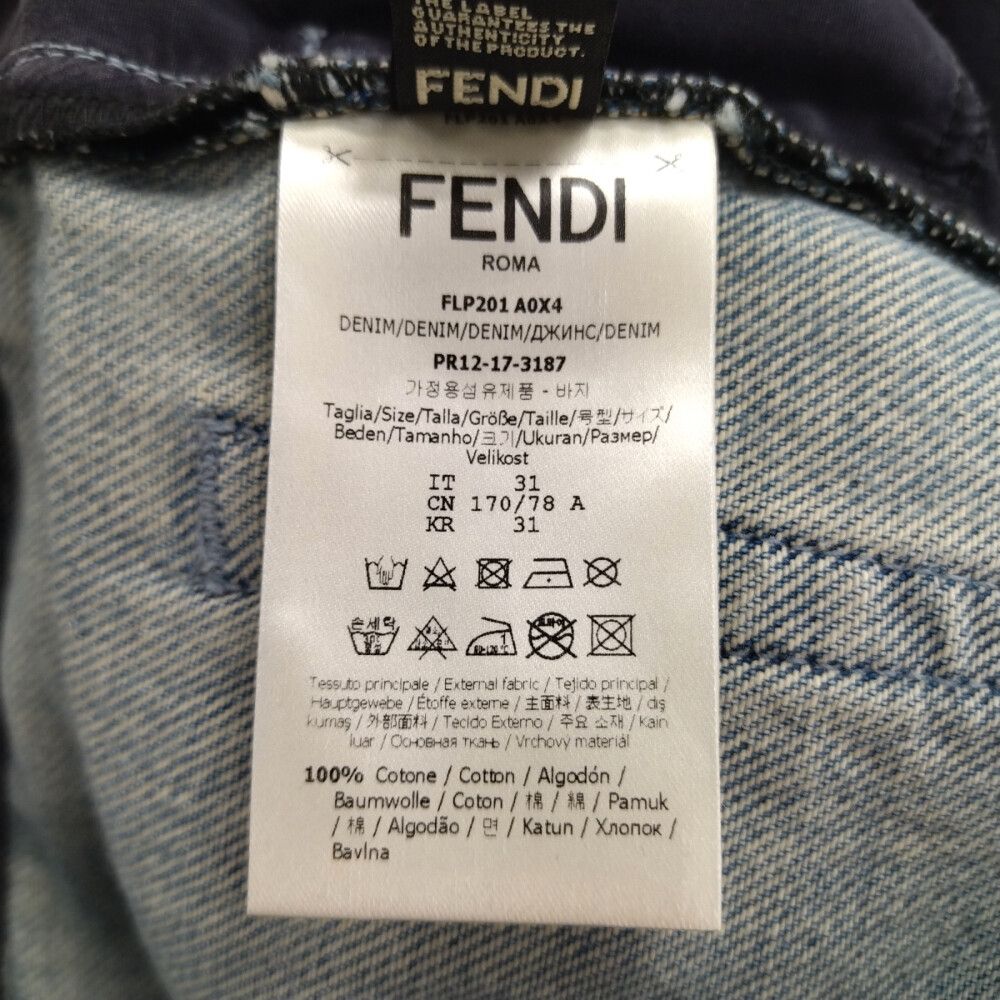 THE LABEL
GUARANTEES THE
AUTHENTICITY
OF THE PRODUCT.
FENDI
FLP201 A0X4
FENDI
ROMA
FLP201 A0X4
DENIM/DENIM/DENIM/ДЖИНС/DENIM
PR12-17-3187
가정용섬유제품 - 바지
Taglia/Size/Talla/Größe/Taille/号型/サイズ/
Beden/Tamanho/크기/Ukuran/Размер/
Velikost
IT 31
CN 170/78 A
KR 31
손세탁
Tessuto principale / External fabric / Tejido principal /
Hauptgewebe / Étoffe externe / 主面料 / 表生地 / dış
kumaş / 外部面料 / Tecido Externo / 주요 소재 / Kain
luar / Основная ткань / Vrchový materiál
100% Cotone / Cotton / Algodón /
Baumwolle / Coton / 棉 / 綿 / Pamuk
/ 棉 / Algodão / 면 / Katun / Хлопок /
Bavlna